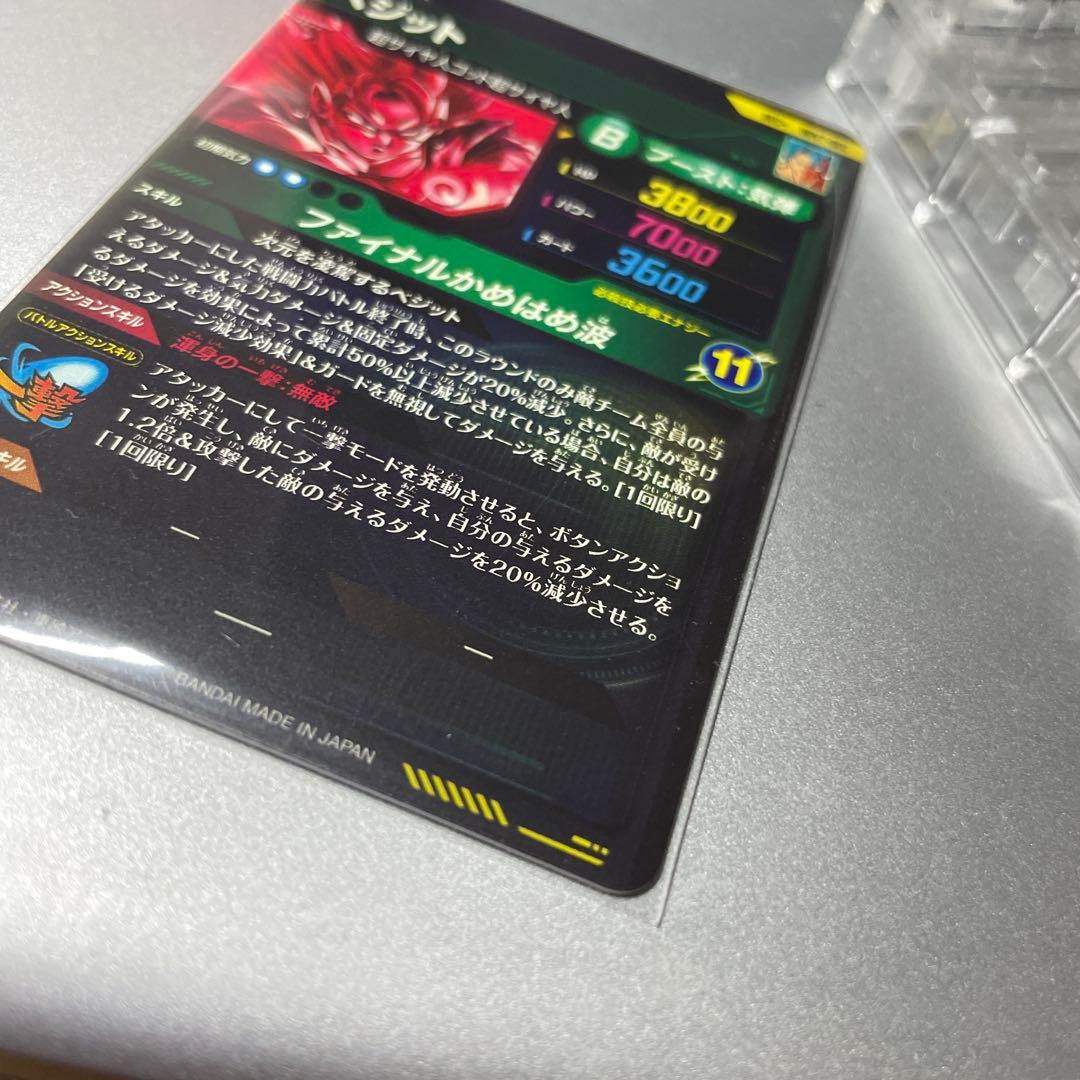 ベジット
超サイヤ人ゴッド超サイヤ人
B
ブースト:気弾
HP
3800
パワー
7000
ガード
3600
初期気力
必殺技必要エナジー
11
ファイナルかめはめ波
スキル
次元を凌駕するベジット
アタッカーにした戦闘力バトル終了時、このラウンドのみ敵チーム全員の与
えるダメージ&気力ダメージ&固定ダメージが20%減少。さらに、敵が受け
るダメージを効果によって累計50%以上減少させている場合、自分は敵の
「受けるダメージ減少効果」&ガードを無視してダメージを与える。[1回限り]
アクションスキル
渾身の一撃:無敵
バトルアクションスキル
一撃
アタッカーにして一撃モードを発動させると、ボタンアクショ
ンが発生し、敵にダメージを与え、自分の与えるダメージを
1.2倍&攻撃した敵の与えるダメージを20%減少させる。
[1回限り]
キル
BANDAI MADE IN JAPAN